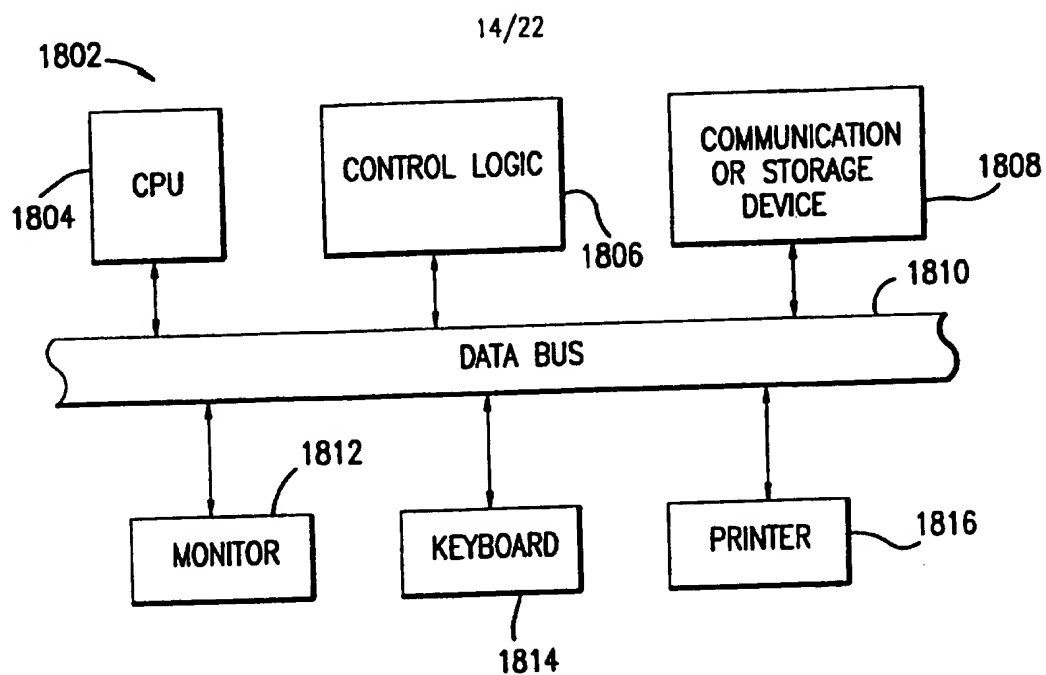 14/22
1802
CPU
1804
CONTROL LOGIC
1806
COMMUNICATION
OR STORAGE
DEVICE
1808
1810
DATA BUS
1812
MONITOR
KEYBOARD
1814
PRINTER
1816